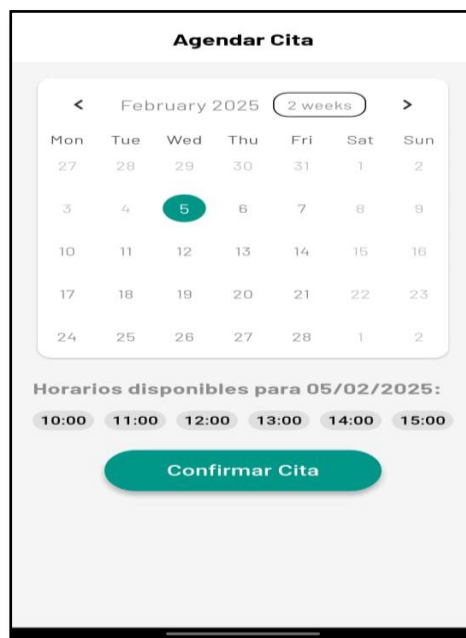 Agendar Cita
< February 2025 2 weeks >
Mon Tue Wed Thu Fri Sat Sun
27 28 29 30 31 1 2
3 4 5 6 7 8 9
10 11 12 13 14 15 16
17 18 19 20 21 22 23
24 25 26 27 28 1 2
Horarios disponibles para 05/02/2025:
10:00 11:00 12:00 13:00 14:00 15:00
Confirmar Cita